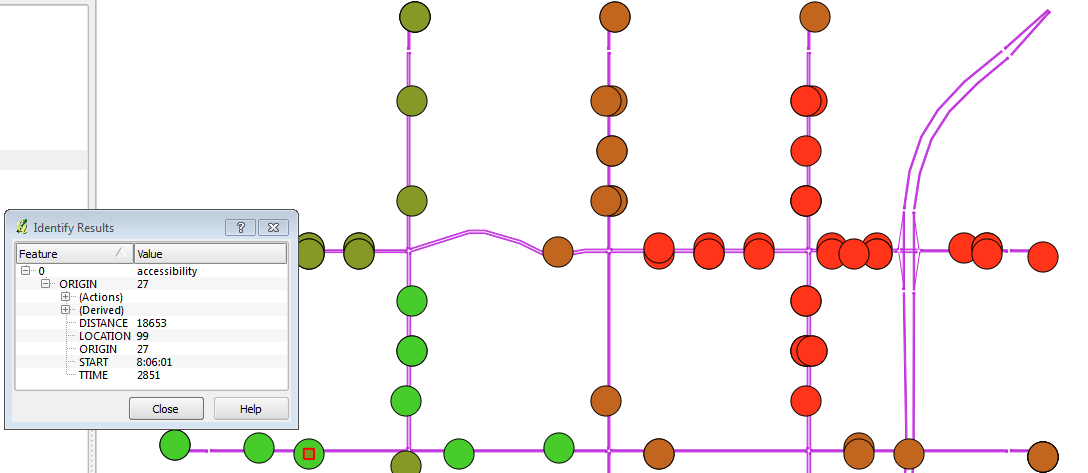 Identify Results
Feature Value
0 accessibility
ORIGIN 27
(Actions)
(Derived)
DISTANCE 18653
LOCATION 99
ORIGIN 27
START 8:06:01
TTIME 2851
Close Help